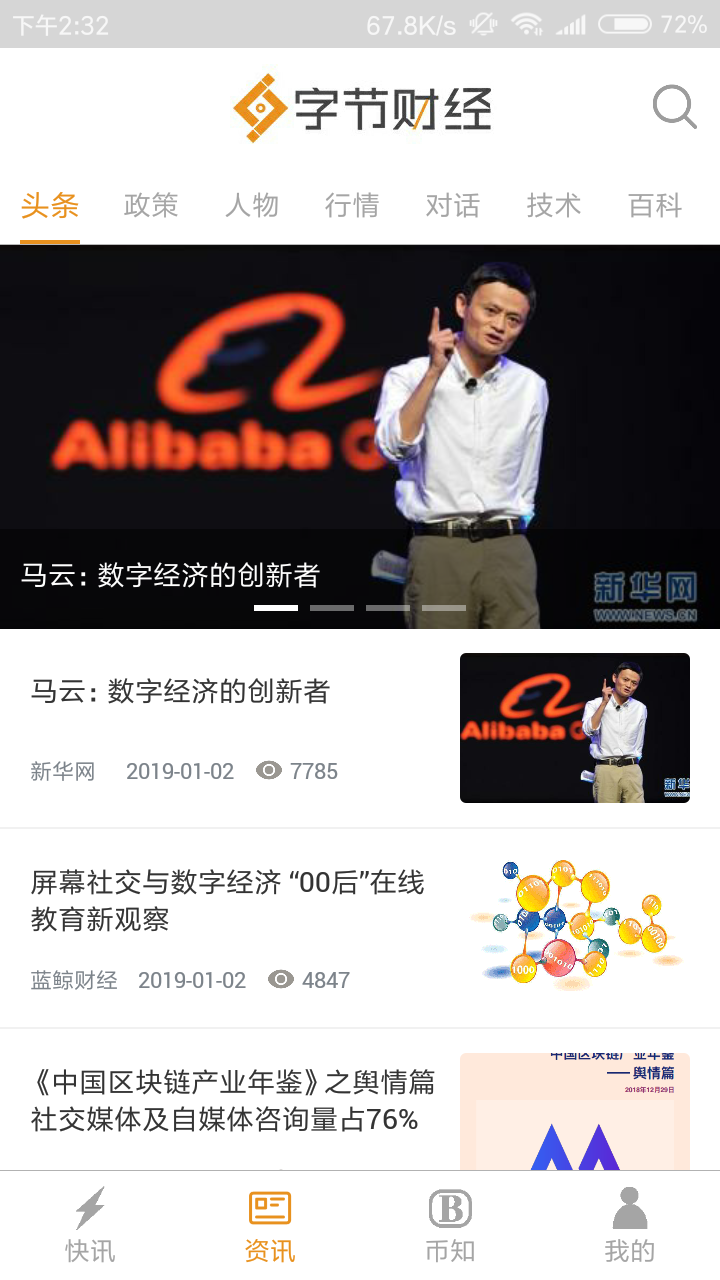 下午2:32 67.8K/s 72%
字节财经
头条 政策 人物 行情 对话 技术 百科
Alibaba G
马云：数字经济的创新者
新华网
WWW.NEWS.CN
马云：数字经济的创新者
新华网 2019-01-02 7785
Alibaba G
新华
屏幕社交与数字经济 “00后”在线
教育新观察
蓝鲸财经 2019-01-02 4847
《中国区块链产业年鉴》之舆情篇
社交媒体及自媒体咨询量占76%
中国区块链产业年鉴
—— 舆情篇
2018年12月29日
快讯 资讯 币知 我的